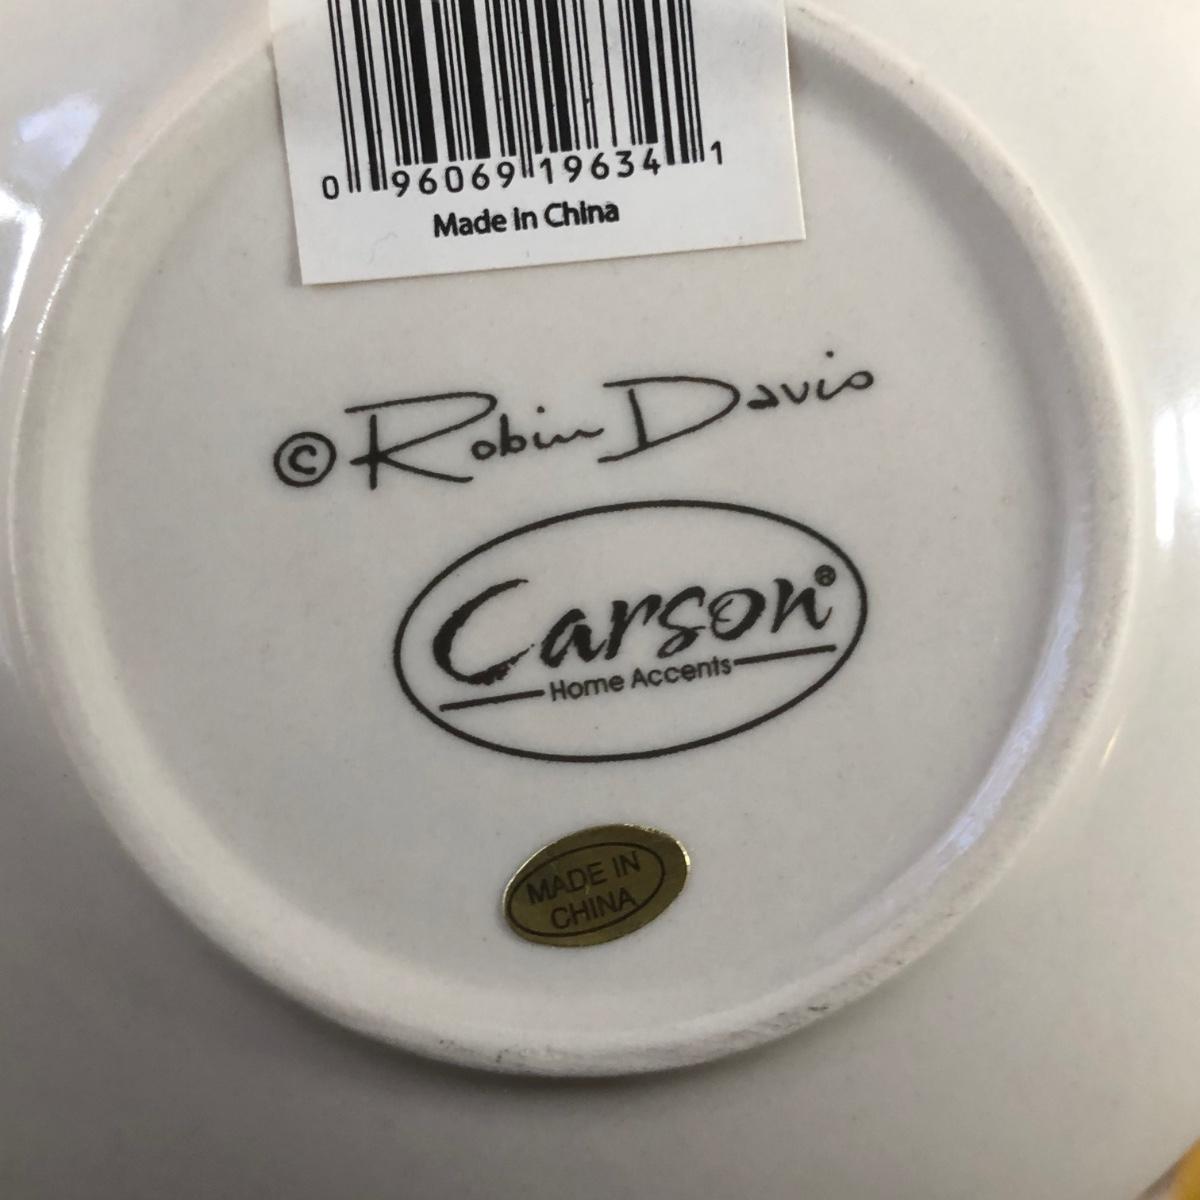 0 96069 19634 1
Made in China
© Robin Davis
Carson®
Home Accents
MADE IN
CHINA